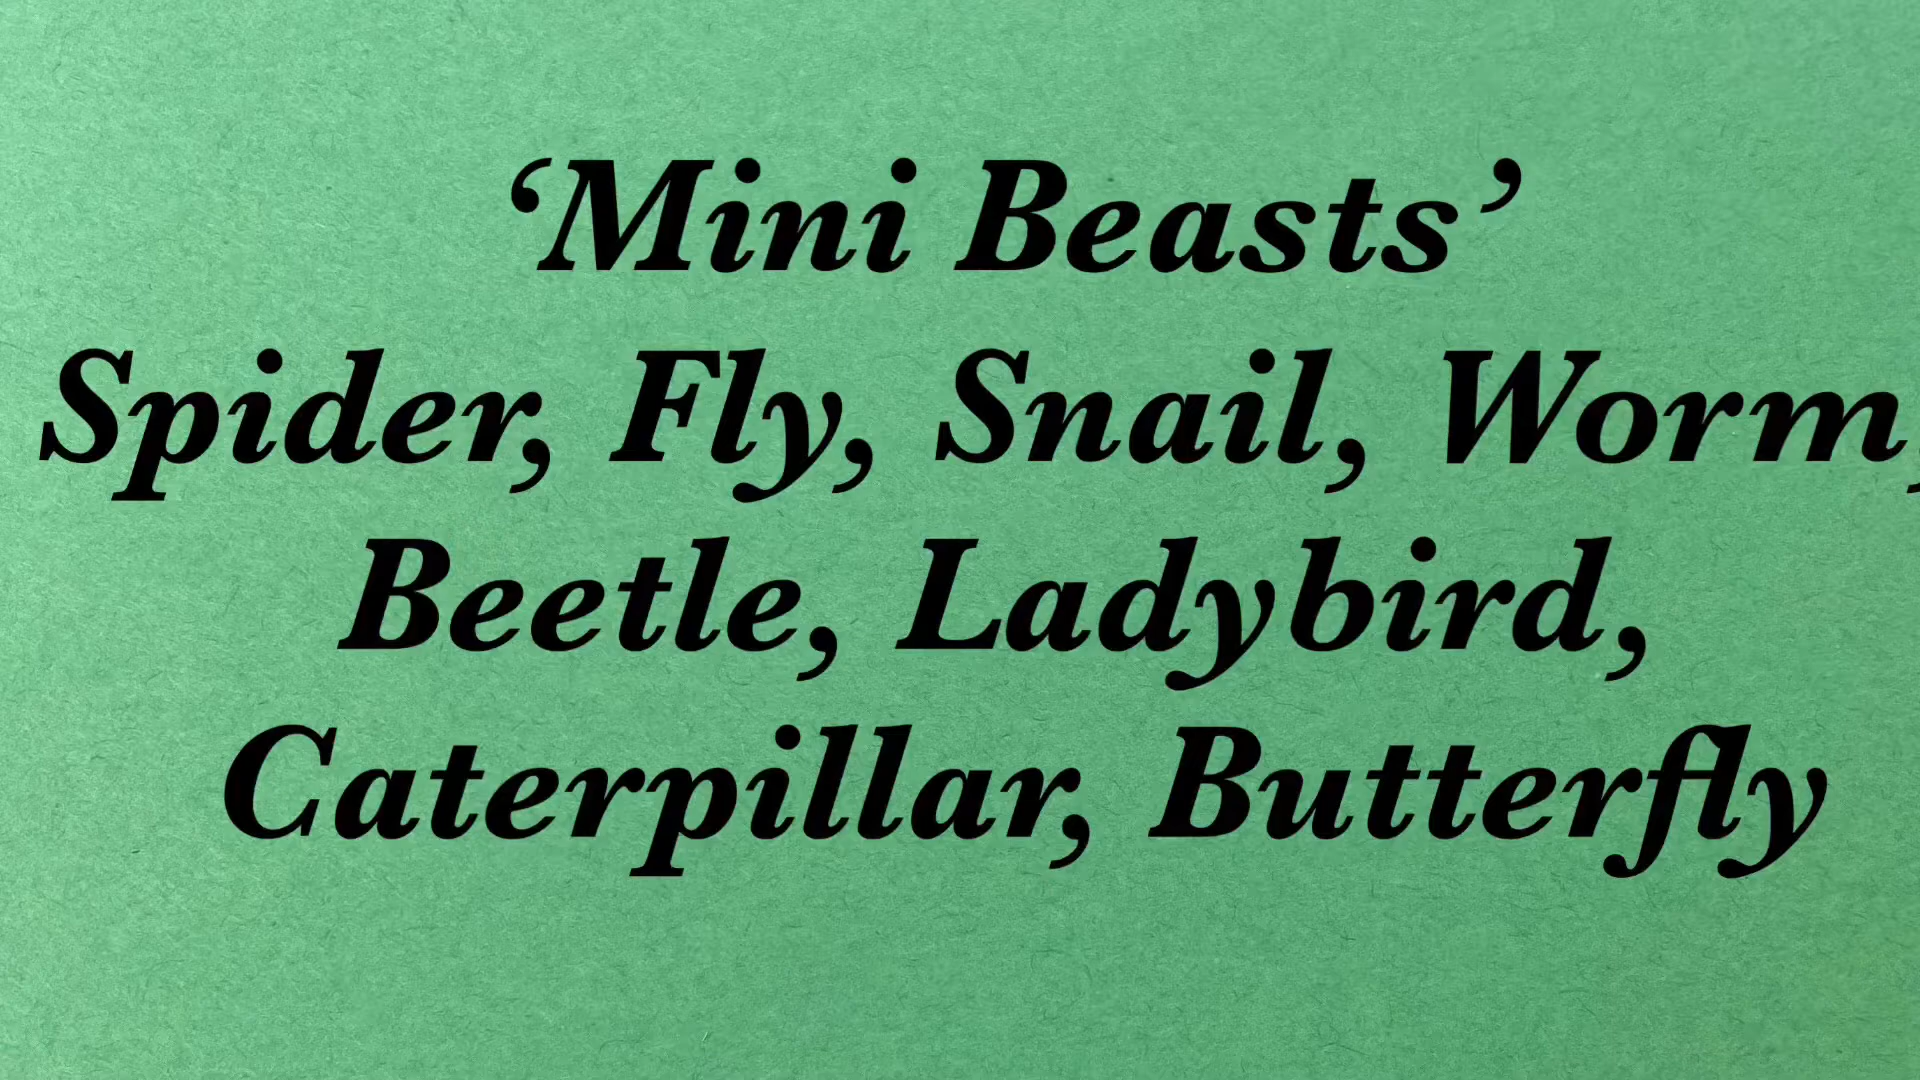 ‘Mini Beasts’
Spider, Fly, Snail, Worm,
Beetle, Ladybird,
Caterpillar, Butterfly